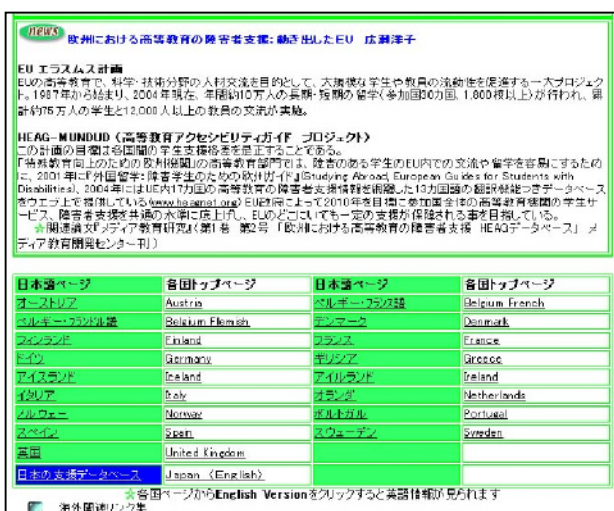 news 欧州における高等教育の障害者支援:動き出したEU 広瀬洋子
EU エラスムス計画
EUの高等教育で、科学・技術分野の人材交流を目的として、大規模な学生や教員の流動性を促進する一大プロジェク
ト。1987年から始まり、2004年現在、年間約10万人の長期・短期の留学(参加国30カ国、1,800校以上)が行われ、累
計約75万人の学生と12,000人以上の教員の交流が実施。
HEAG-MUNDUD (高等教育アクセシビリティガイド プロジェクト)
この計画の目標は各国間の学生支援格差を是正することである。
「特殊教育向上のための欧州機関」の高等教育部門では、障害のある学生のEU内での交流や留学を容易にするため
に、2001年に『外国留学:障害学生のための欧州ガイド』(Studying Abroad, European Guides for Students with
Disabilities)、2004年にはUE内17カ国の高等教育の障害者支援情報を網羅した13カ国語の翻訳機能つきデータベース
をウエブ上で提供している(www.heagnet.org) EU政府によって2010年を目標に参加国全体の高等教育機関の学生サ
ービス、障害者支援を共通の水準に底上げし、EUのどこにいても一定の支援が保障される事を目指している。
☆関連論文『メディア教育研究』(第1巻 第2号 「欧州における高等教育の障害者支援 HEAGデータベース」 メ
ディア教育開発センター刊)
日本語ページ 各国トップページ 日本語ページ 各国トップページ
オーストリア Austria ベルギー・フランス語 Belgium French
ベルギー・フランドル語 Belgium Flemish デンマーク Danmark
フィンランド Finland フランス France
ドイツ Germany ギリシア Greece
アイスランド Iceland アイルランド Ireland
イタリア Italy オランダ Netherlands
ノルウェー Norway ポルトガル Portugal
スペイン Spain スウェーデン Sweden
英国 United Kingdom
日本の支援データベース Japan (English)
☆各国ページからEnglish Versionをクリックすると英語情報が見られます
海外関連リンク集